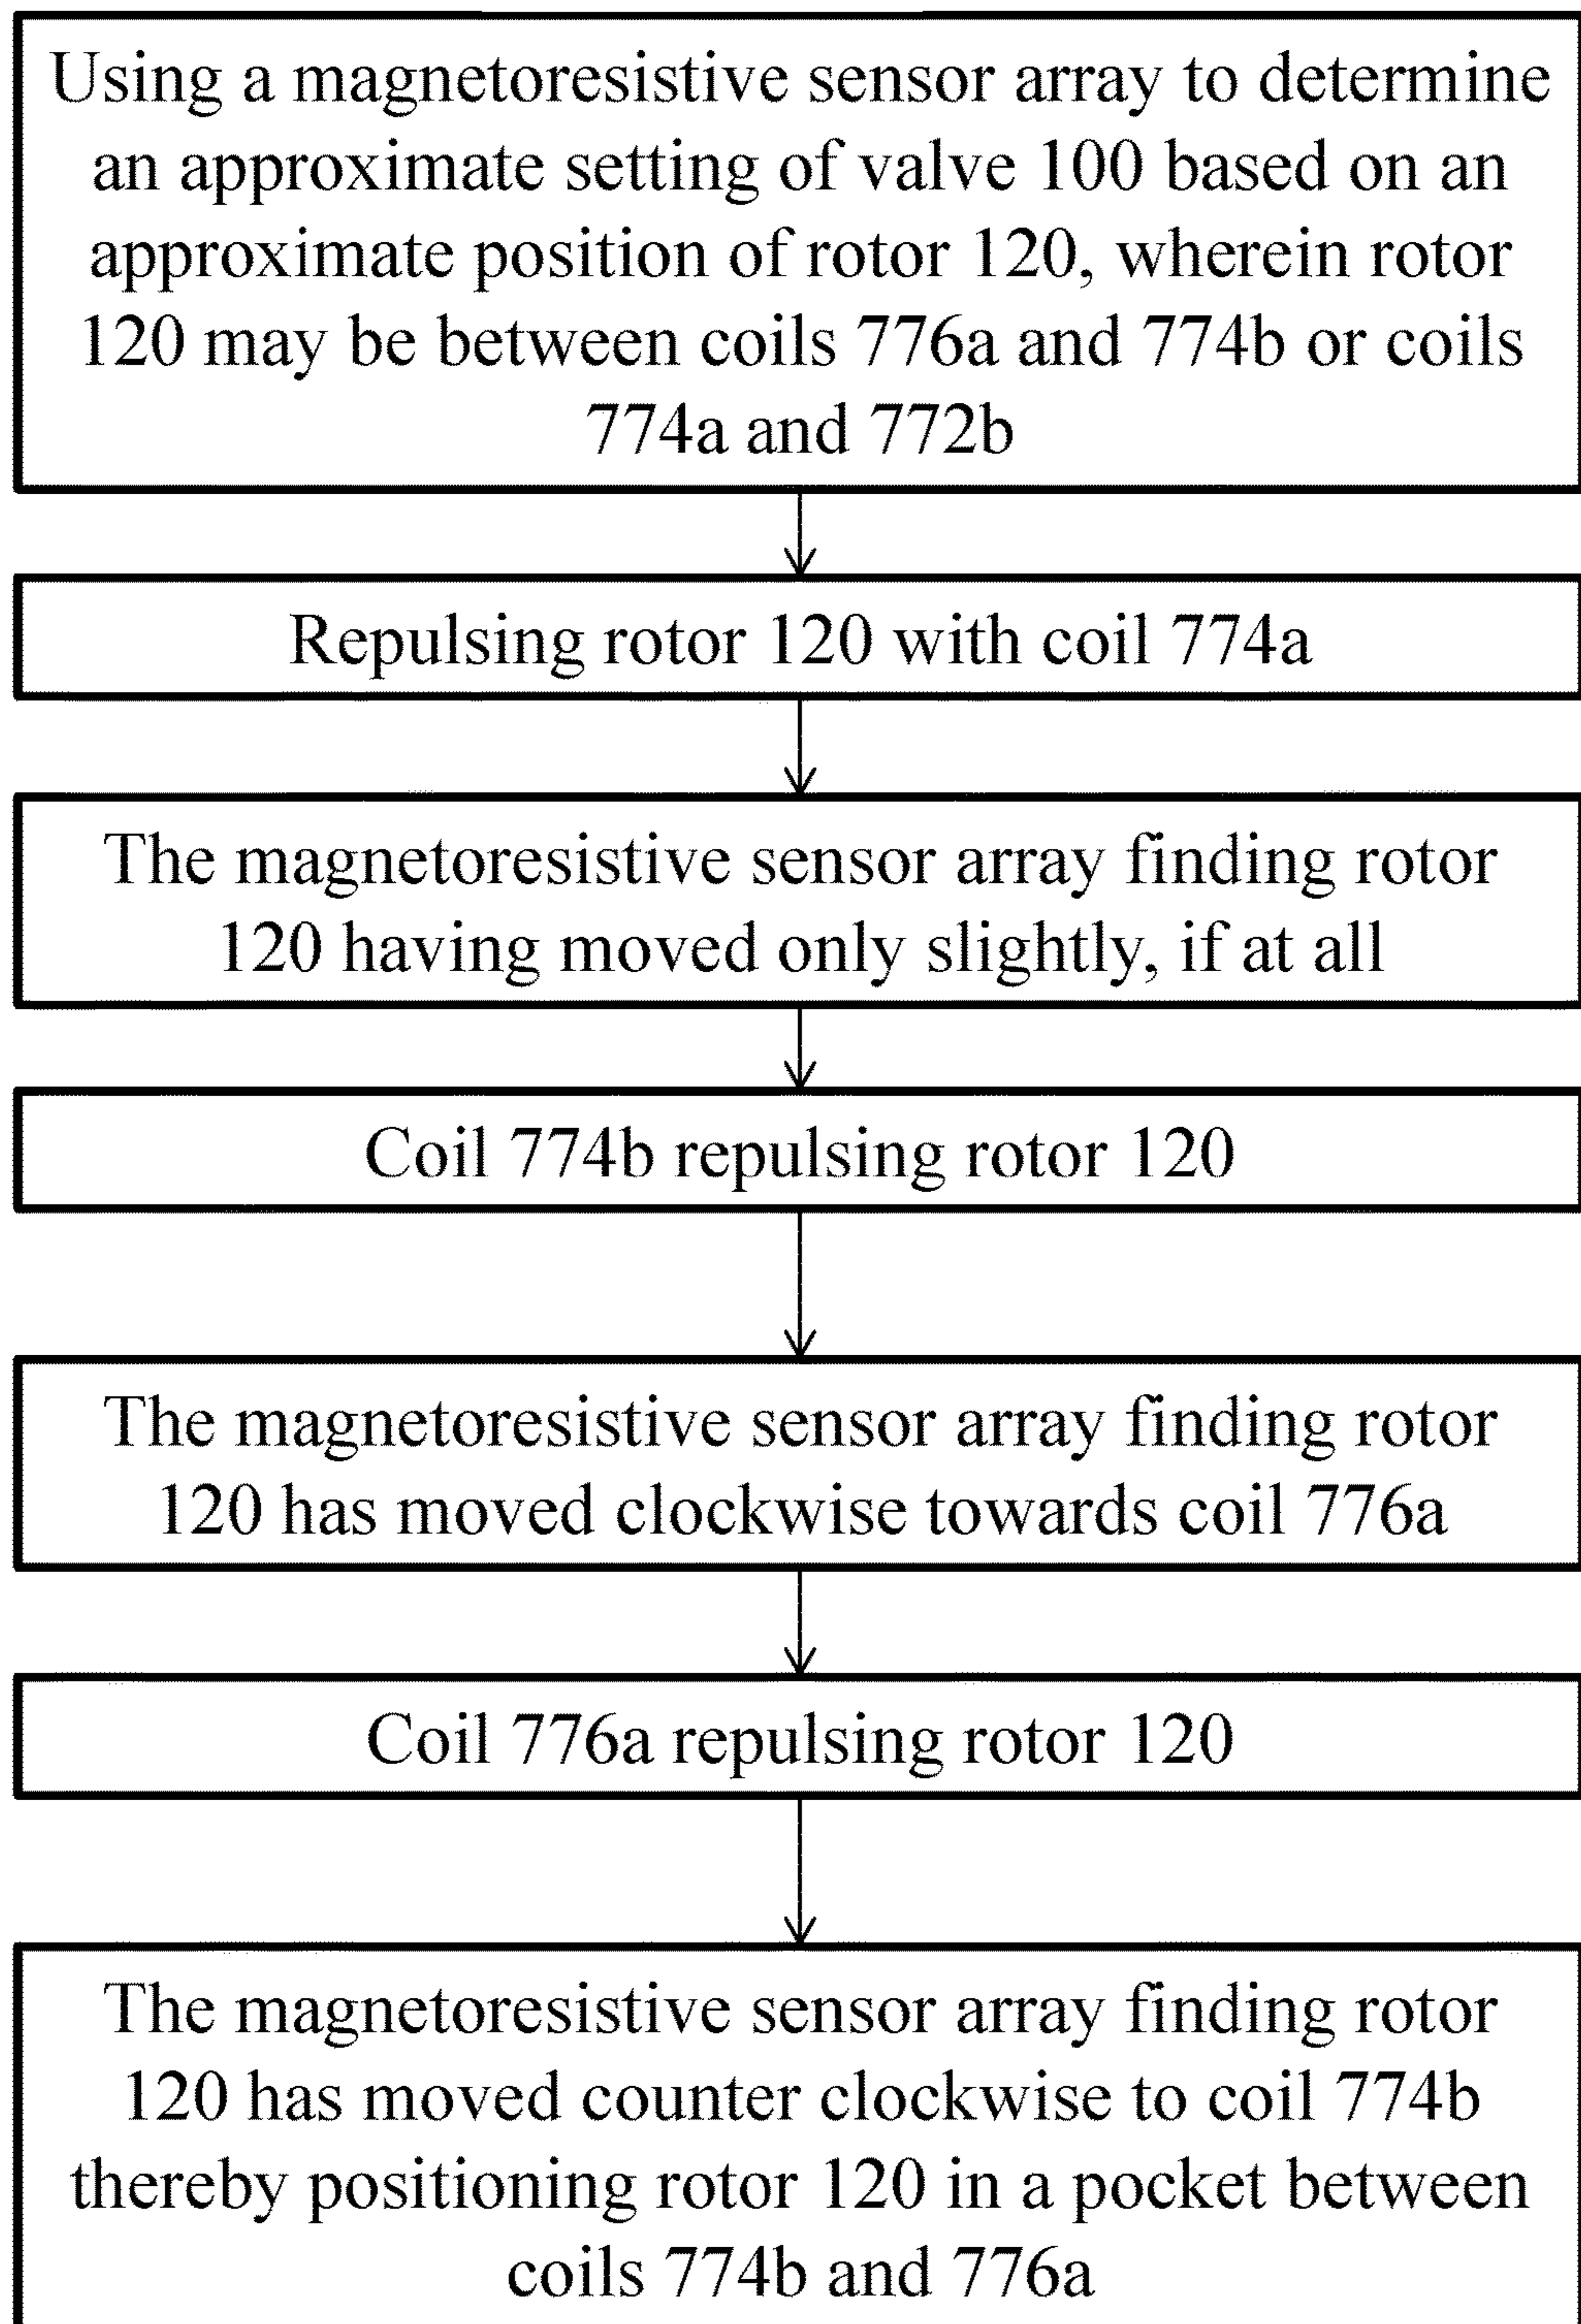 Using a magnetoresistive sensor array to determine
an approximate setting of valve 100 based on an
approximate position of rotor 120, wherein rotor
120 may be between coils 776a and 774b or coils
774a and 772b
Repulsing rotor 120 with coil 774a
The magnetoresistive sensor array finding rotor
120 having moved only slightly, if at all
Coil 774b repulsing rotor 120
The magnetoresistive sensor array finding rotor
120 has moved clockwise towards coil 776a
Coil 776a repulsing rotor 120
The magnetoresistive sensor array finding rotor
120 has moved counter clockwise to coil 774b
thereby positioning rotor 120 in a pocket between
coils 774b and 776a